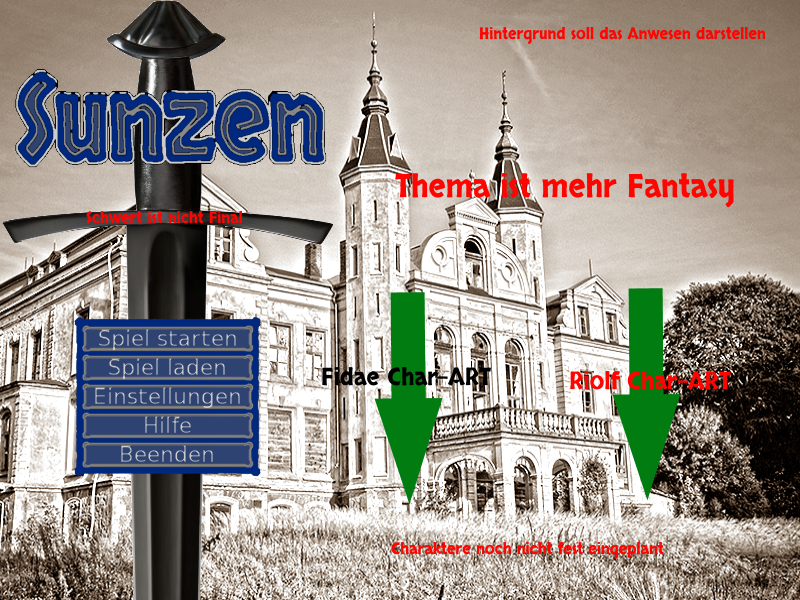 Hintergrund soll das Anwesen darstellen
Sunzen
Thema ist mehr Fantasy
Schwert ist nicht Final
Spiel starten
Spiel laden
Einstellungen
Hilfe
Beenden
Fidae Char-ART
Riolf Char-ART
Charaktere noch nicht fest eingeplant